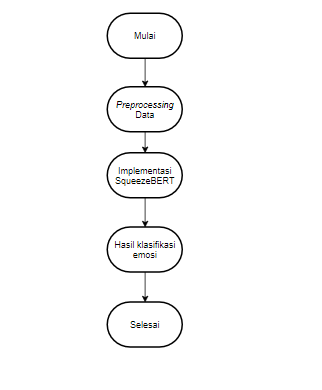 Mulai
Preprocessing
Data
Implementasi
SqueezeBERT
Hasil klasifikasi
emosi
Selesai